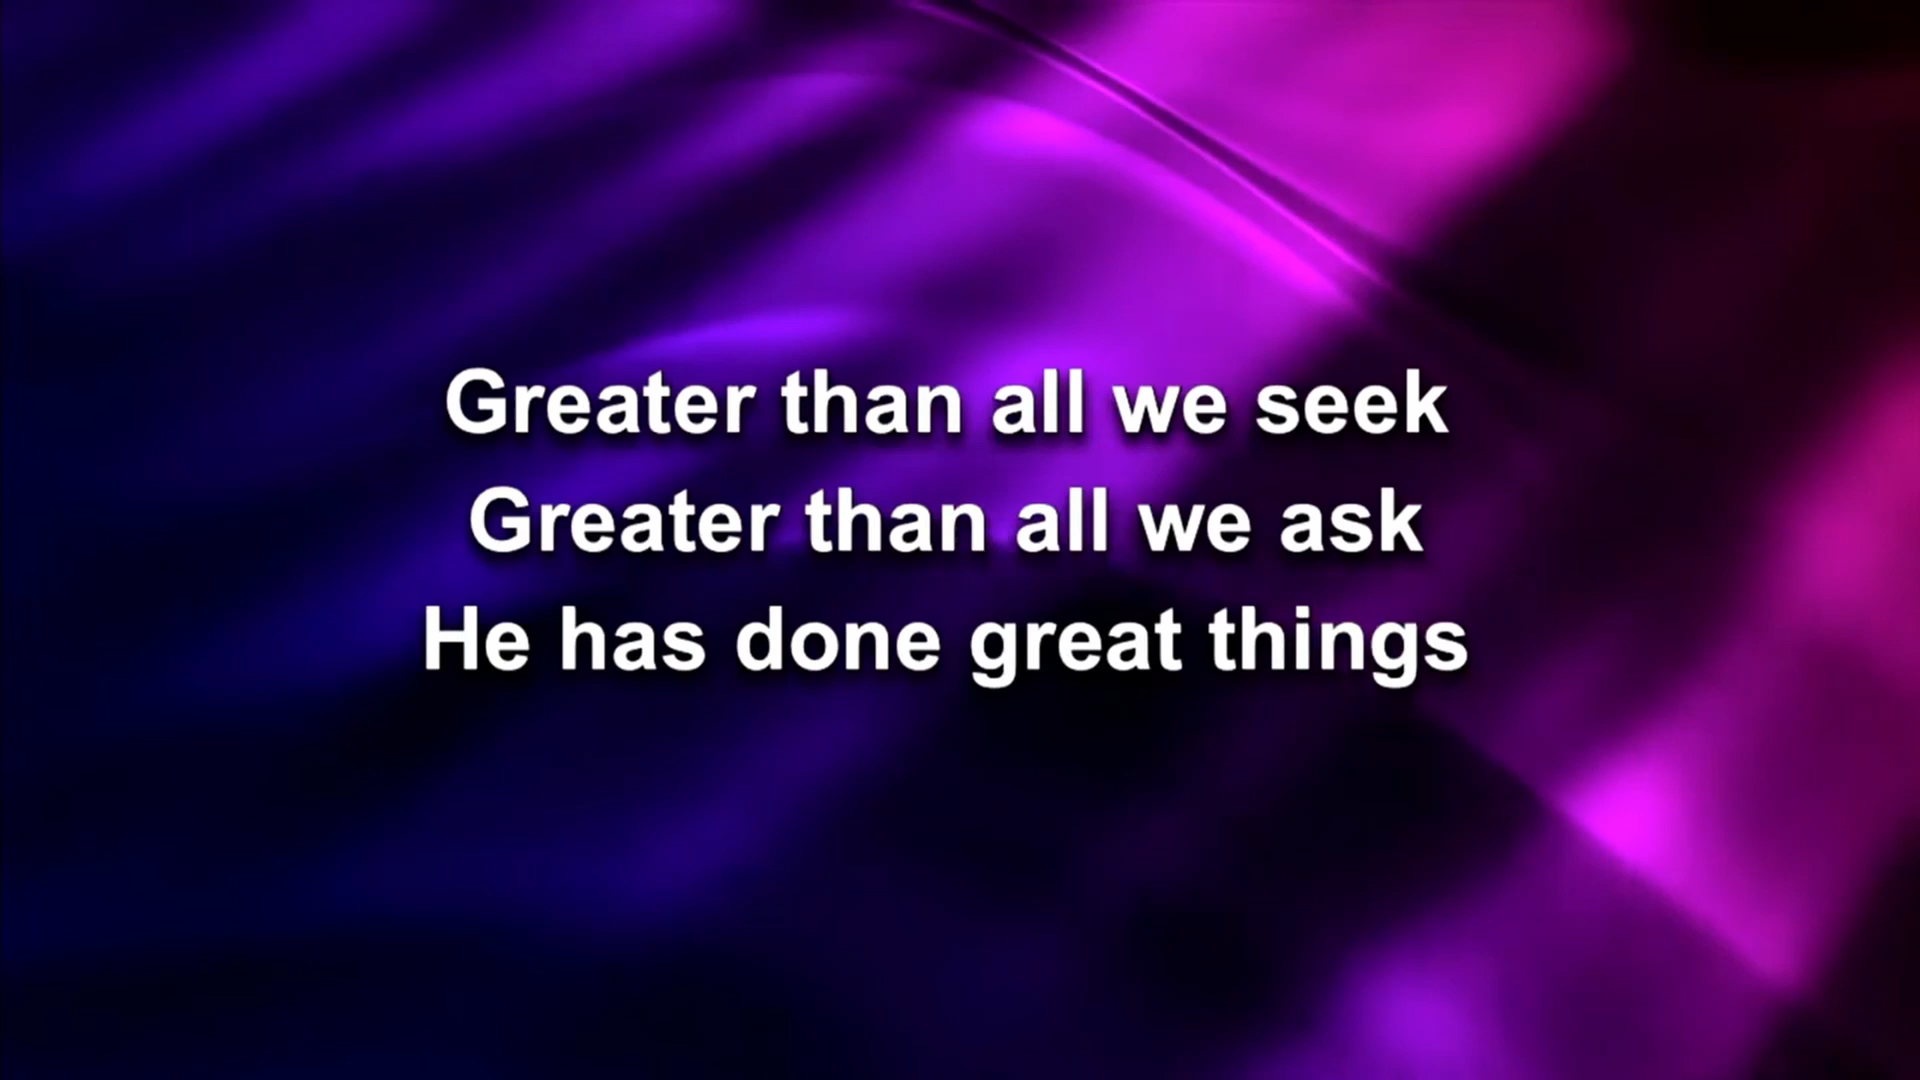 Greater than all we seek
Greater than all we ask
He has done great things